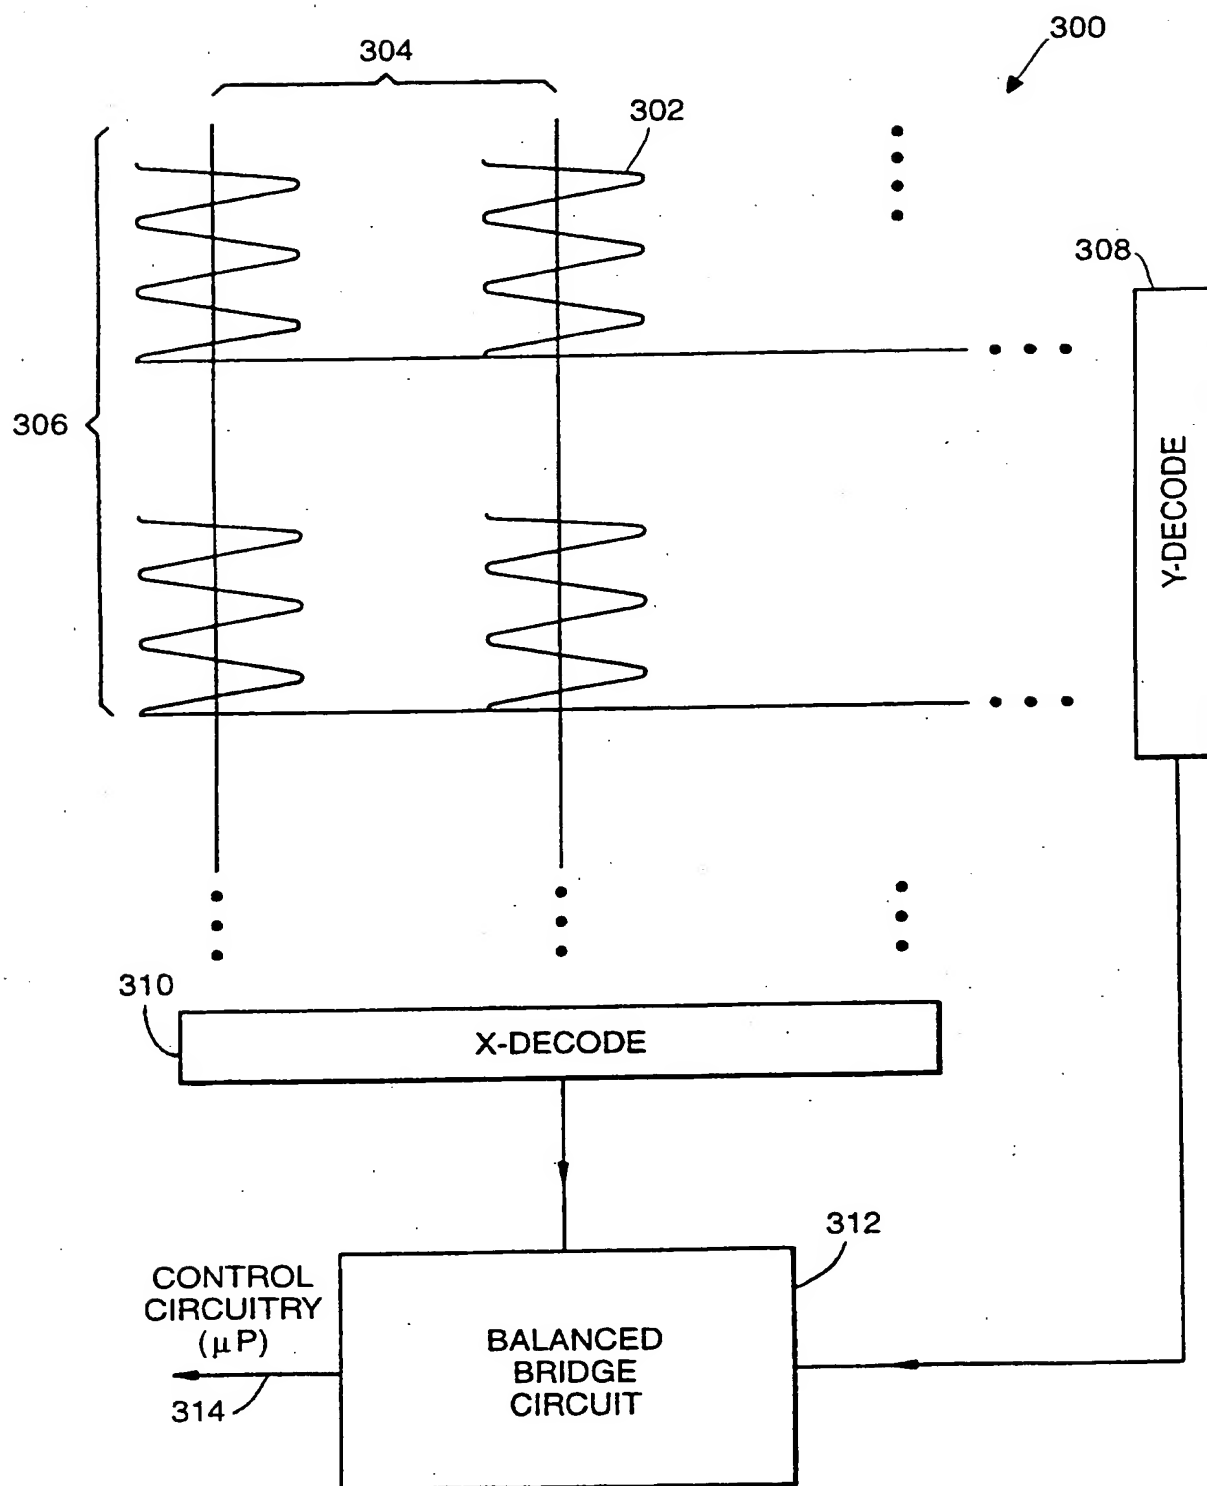 300
304
302
308
306
Y-DECODE
310
X-DECODE
312
CONTROL
CIRCUITRY
(μP)
BALANCED
BRIDGE
CIRCUIT
314